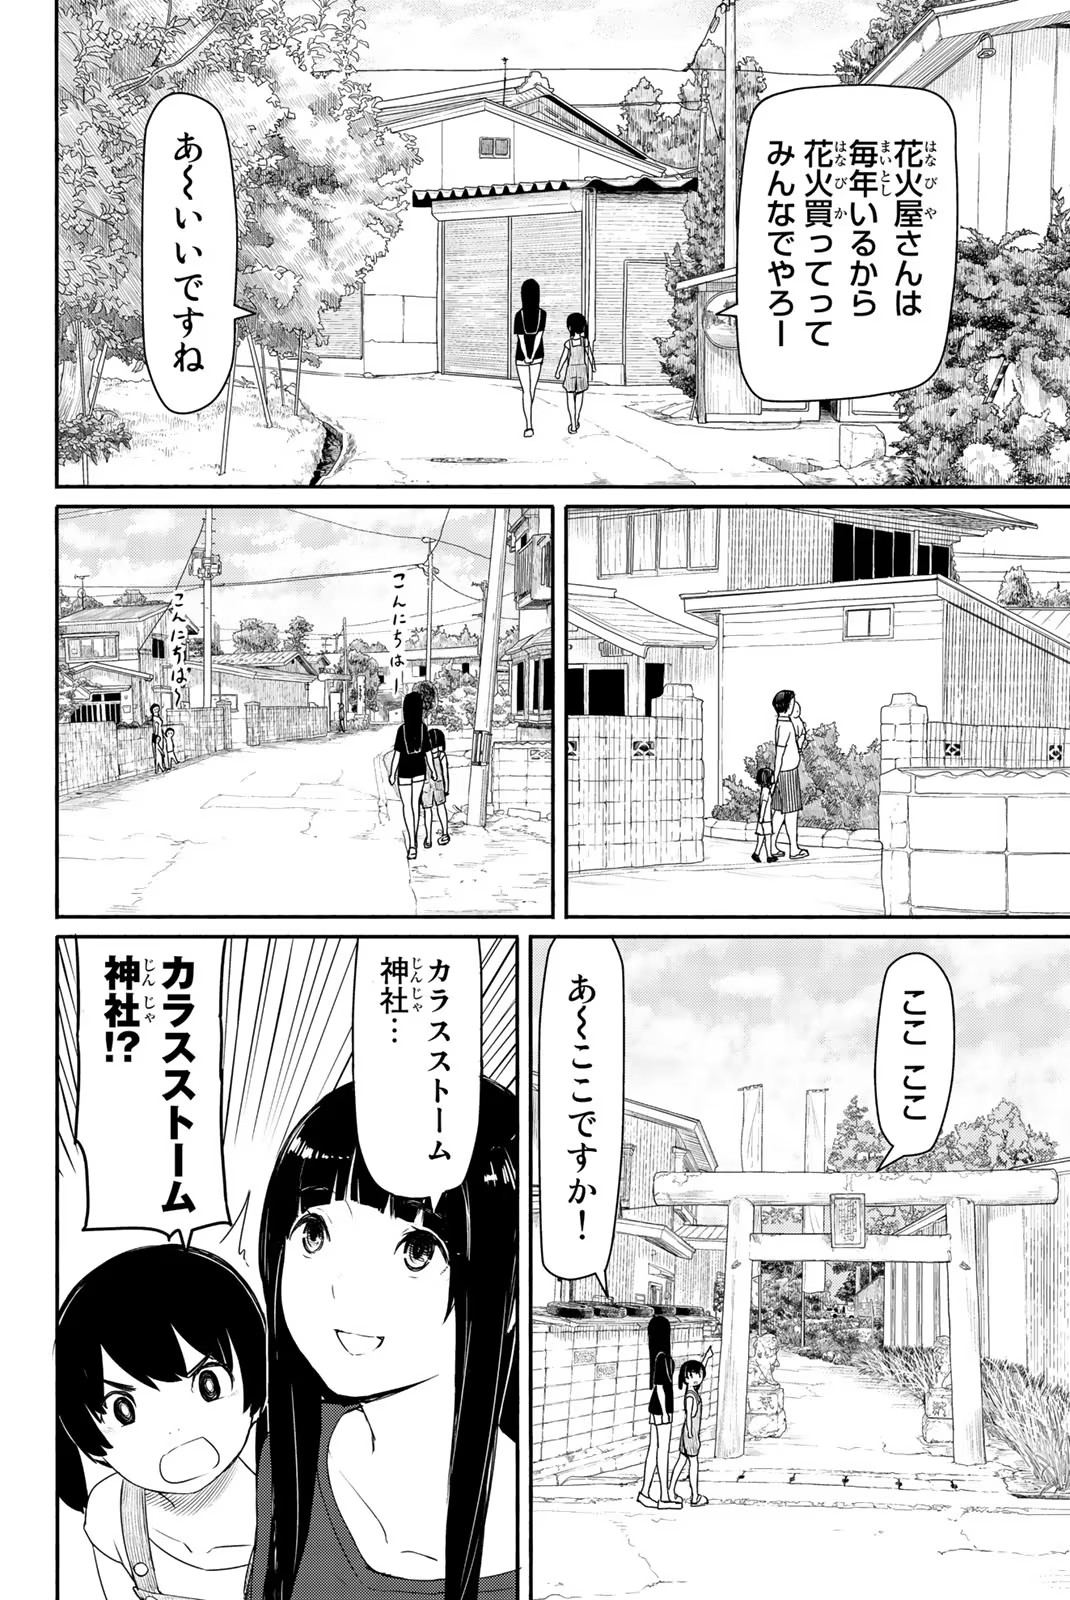 花火屋さんは
毎年いるから
花火買ってって
みんなでやろー
あ〜いいですね
こんにちは〜
こんにちは〜
ここ ここ
あ〜ここですか！
カラスストーム
神社…
カラスストーム
神社!?